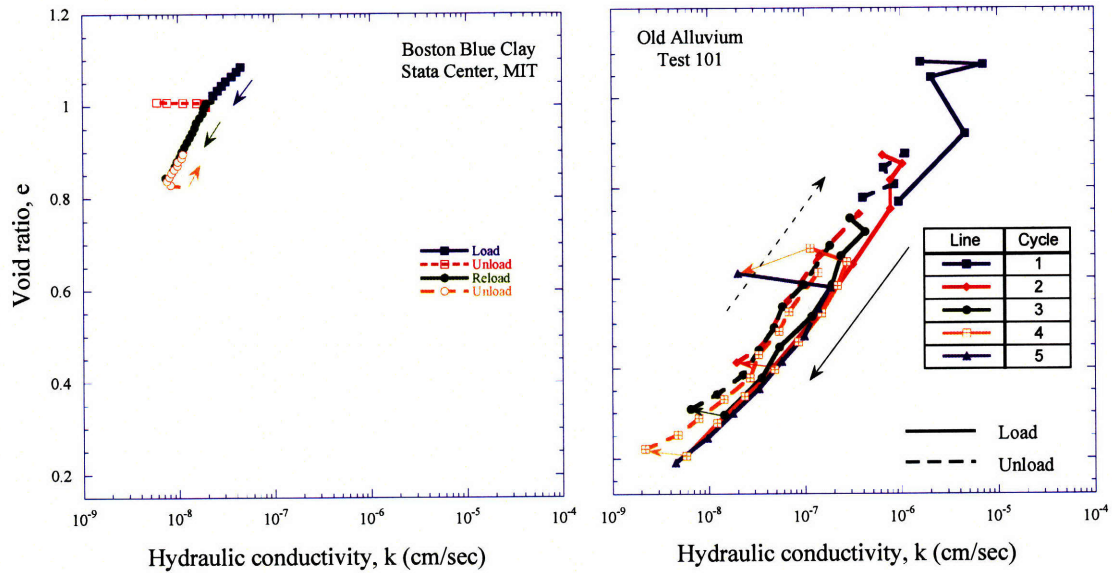 1.2
1
0.8
0.6
0.4
0.2
Void ratio, e
Boston Blue Clay
Stata Center, MIT
Load
Unload
Reload
Unload
10-9
10-8
10-7
10-6
10-5
10-4
Hydraulic conductivity, k (cm/sec)
Old Alluvium
Test 101
Line Cycle
1
2
3
4
5
Load
Unload
10-9
10-8
10-7
10-6
10-5
10-4
Hydraulic conductivity, k (cm/sec)